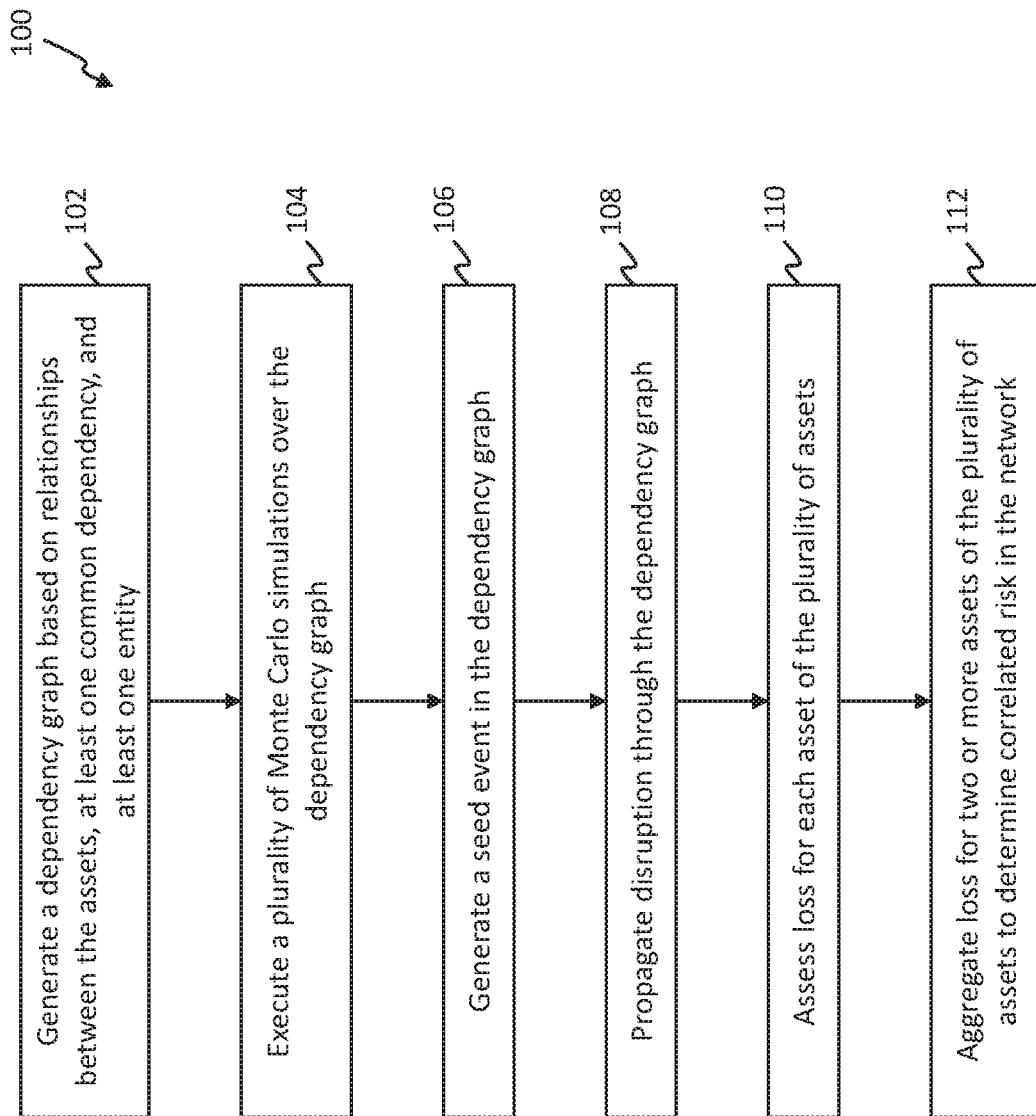 100
102
Generate a dependency graph based on relationships
between the assets, at least one common dependency, and
at least one entity
104
Execute a plurality of Monte Carlo simulations over the
dependency graph
106
Generate a seed event in the dependency graph
108
Propagate disruption through the dependency graph
110
Assess loss for each asset of the plurality of assets
112
Aggregate loss for two or more assets of the plurality of
assets to determine correlated risk in the network